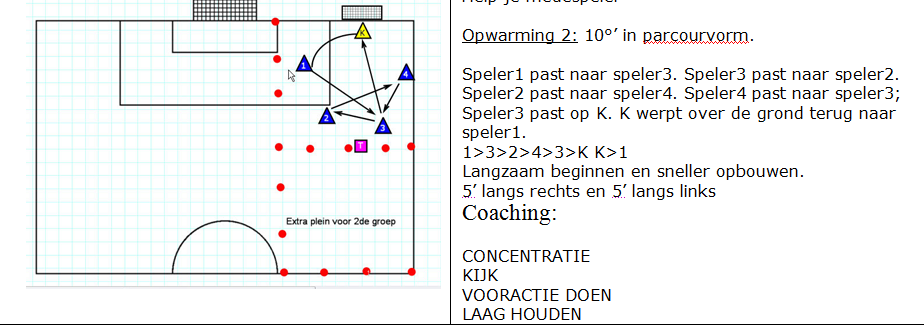 Help je medespeler
Opwarming 2: 10°’ in parcourvorm.
Speler1 past naar speler3. Speler3 past naar speler2.
Speler2 past naar speler4. Speler4 past naar speler3;
Speler3 past op K. K werpt over de grond terug naar
speler1.
1>3>2>4>3>K K>1
Langzaam beginnen en sneller opbouwen.
5’ langs rechts en 5’ langs links
Coaching:
CONCENTRATIE
KIJK
VOORACTIE DOEN
LAAG HOUDEN
K
1
4
2
3
T
Extra plein voor 2de groep